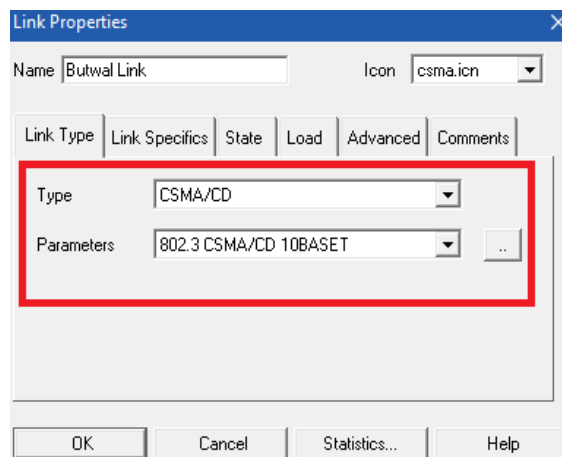 Link Properties
Name Butwal Link Icon csma.icn
Link Type Link Specifics State Load Advanced Comments
Type CSMA/CD
Parameters 802.3 CSMA/CD 10BASET ..
OK Cancel Statistics... Help